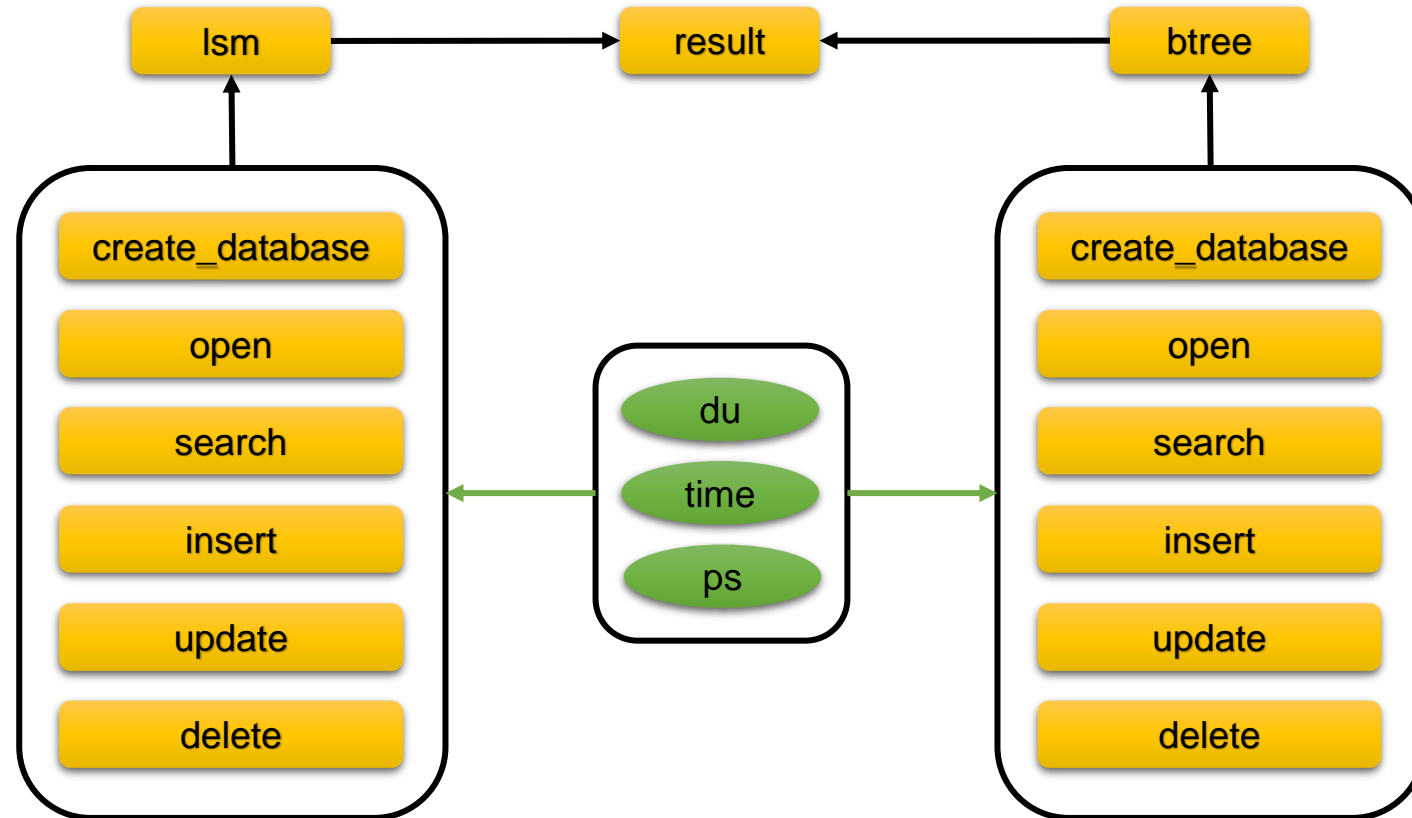 lsm
result
btree
create_database
open
search
insert
update
delete
du
time
ps
create_database
open
search
insert
update
delete